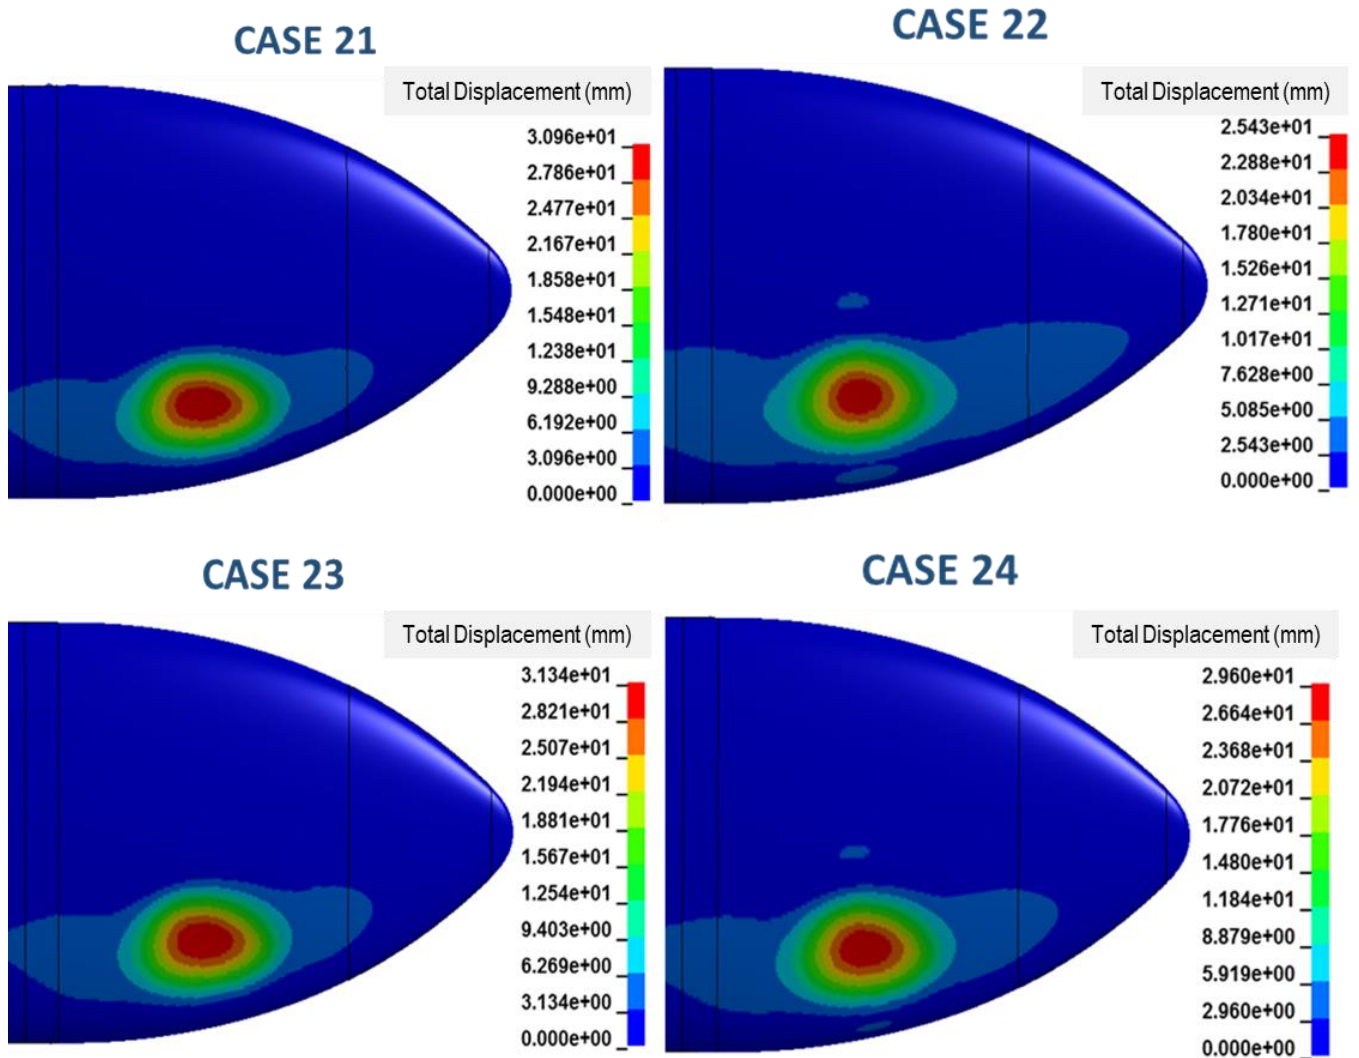 CASE 21
Total Displacement (mm)
3.096e+01
2.786e+01
2.477e+01
2.167e+01
1.858e+01
1.548e+01
1.238e+01
9.288e+00
6.192e+00
3.096e+00
0.000e+00
CASE 22
Total Displacement (mm)
2.543e+01
2.288e+01
2.034e+01
1.780e+01
1.526e+01
1.271e+01
1.017e+01
7.628e+00
5.085e+00
2.543e+00
0.000e+00
CASE 23
Total Displacement (mm)
3.134e+01
2.821e+01
2.507e+01
2.194e+01
1.881e+01
1.567e+01
1.254e+01
9.403e+00
6.269e+00
3.134e+00
0.000e+00
CASE 24
Total Displacement (mm)
2.960e+01
2.664e+01
2.368e+01
2.072e+01
1.776e+01
1.480e+01
1.184e+01
8.879e+00
5.919e+00
2.960e+00
0.000e+00